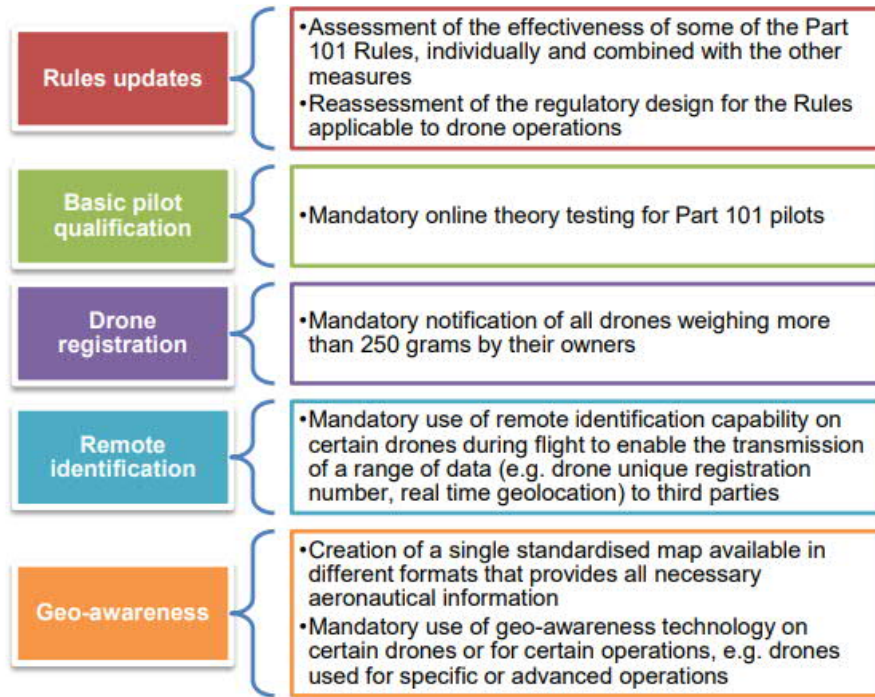 Rules updates
•Assessment of the effectiveness of some of the Part
101 Rules, individually and combined with the other
measures
•Reassessment of the regulatory design for the Rules
applicable to drone operations
Basic pilot
qualification
•Mandatory online theory testing for Part 101 pilots
Drone
registration
•Mandatory notification of all drones weighing more
than 250 grams by their owners
Remote
identification
•Mandatory use of remote identification capability on
certain drones during flight to enable the transmission
of a range of data (e.g. drone unique registration
number, real time geolocation) to third parties
Geo-awareness
•Creation of a single standardised map available in
different formats that provides all necessary
aeronautical information
•Mandatory use of geo-awareness technology on
certain drones or for certain operations, e.g. drones
used for specific or advanced operations